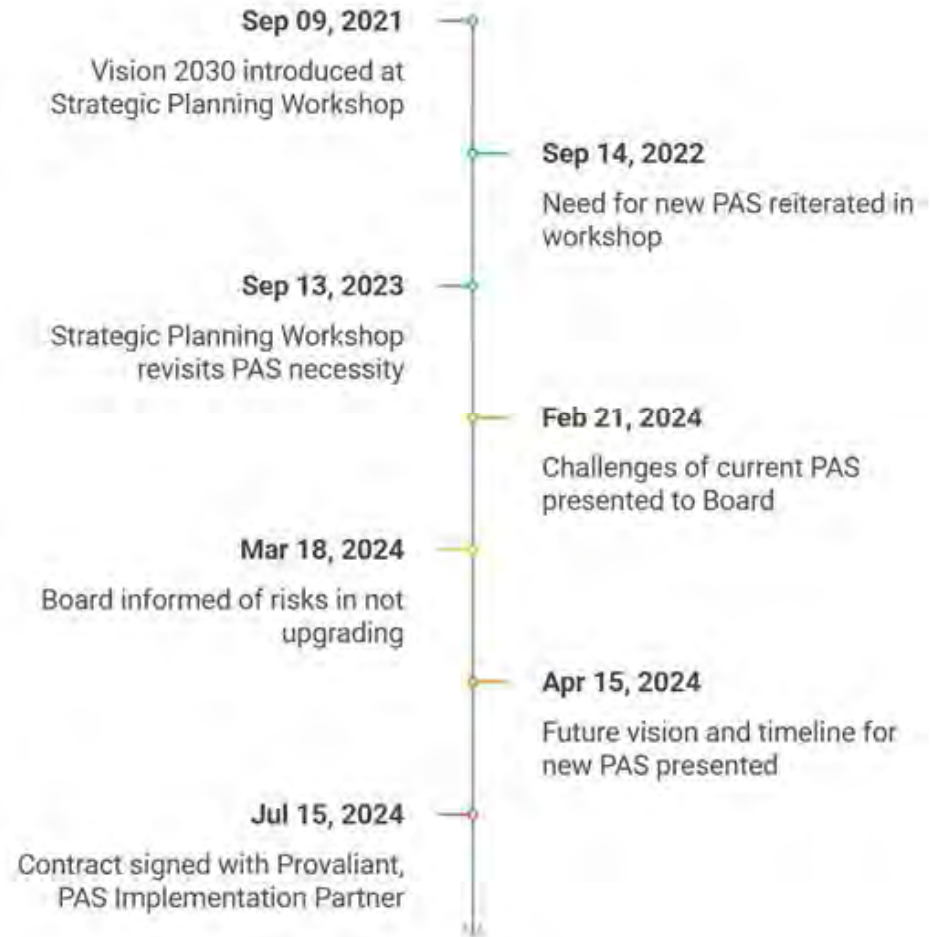 Sep 09, 2021
Vision 2030 introduced at
Strategic Planning Workshop
Sep 14, 2022
Need for new PAS reiterated in
workshop
Sep 13, 2023
Strategic Planning Workshop
revisits PAS necessity
Feb 21, 2024
Challenges of current PAS
presented to Board
Mar 18, 2024
Board informed of risks in not
upgrading
Apr 15, 2024
Future vision and timeline for
new PAS presented
Jul 15, 2024
Contract signed with Provaliant,
PAS Implementation Partner